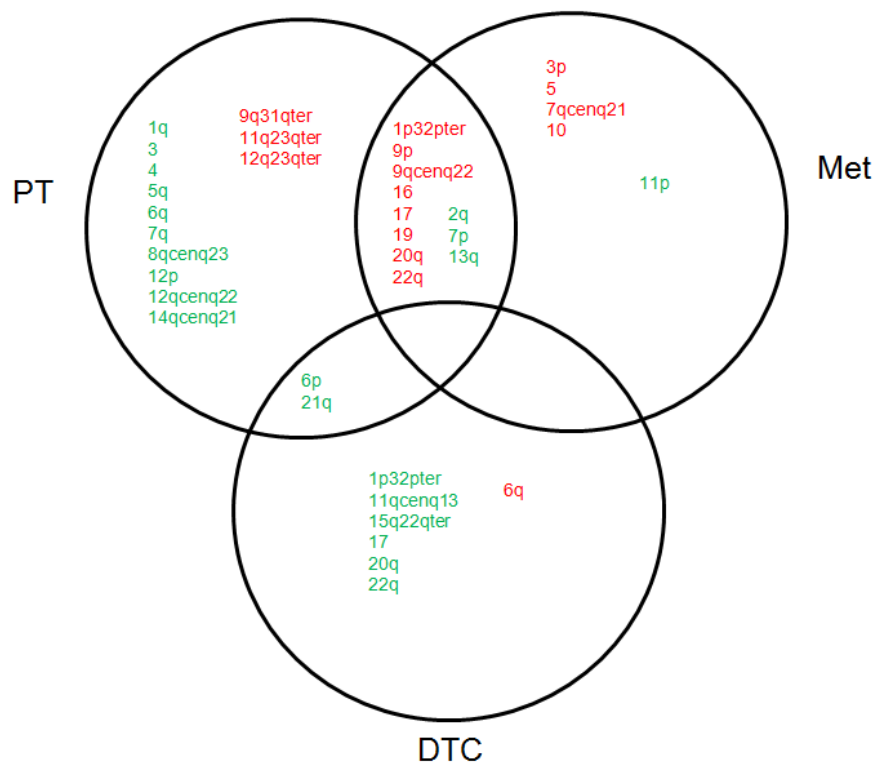 PT
Met
1q
3
4
5q
6q
7q
8qcenq23
12p
12qcenq22
14qcenq21
9q31qter
11q23qter
12q23qter
1p32pter
9p
9qcenq22
16
17
19
20q
22q
2q
7p
13q
3p
5
7qcenq21
10
11p
6p
21q
1p32pter
11qcenq13
15q22qter
17
20q
22q
6q
DTC